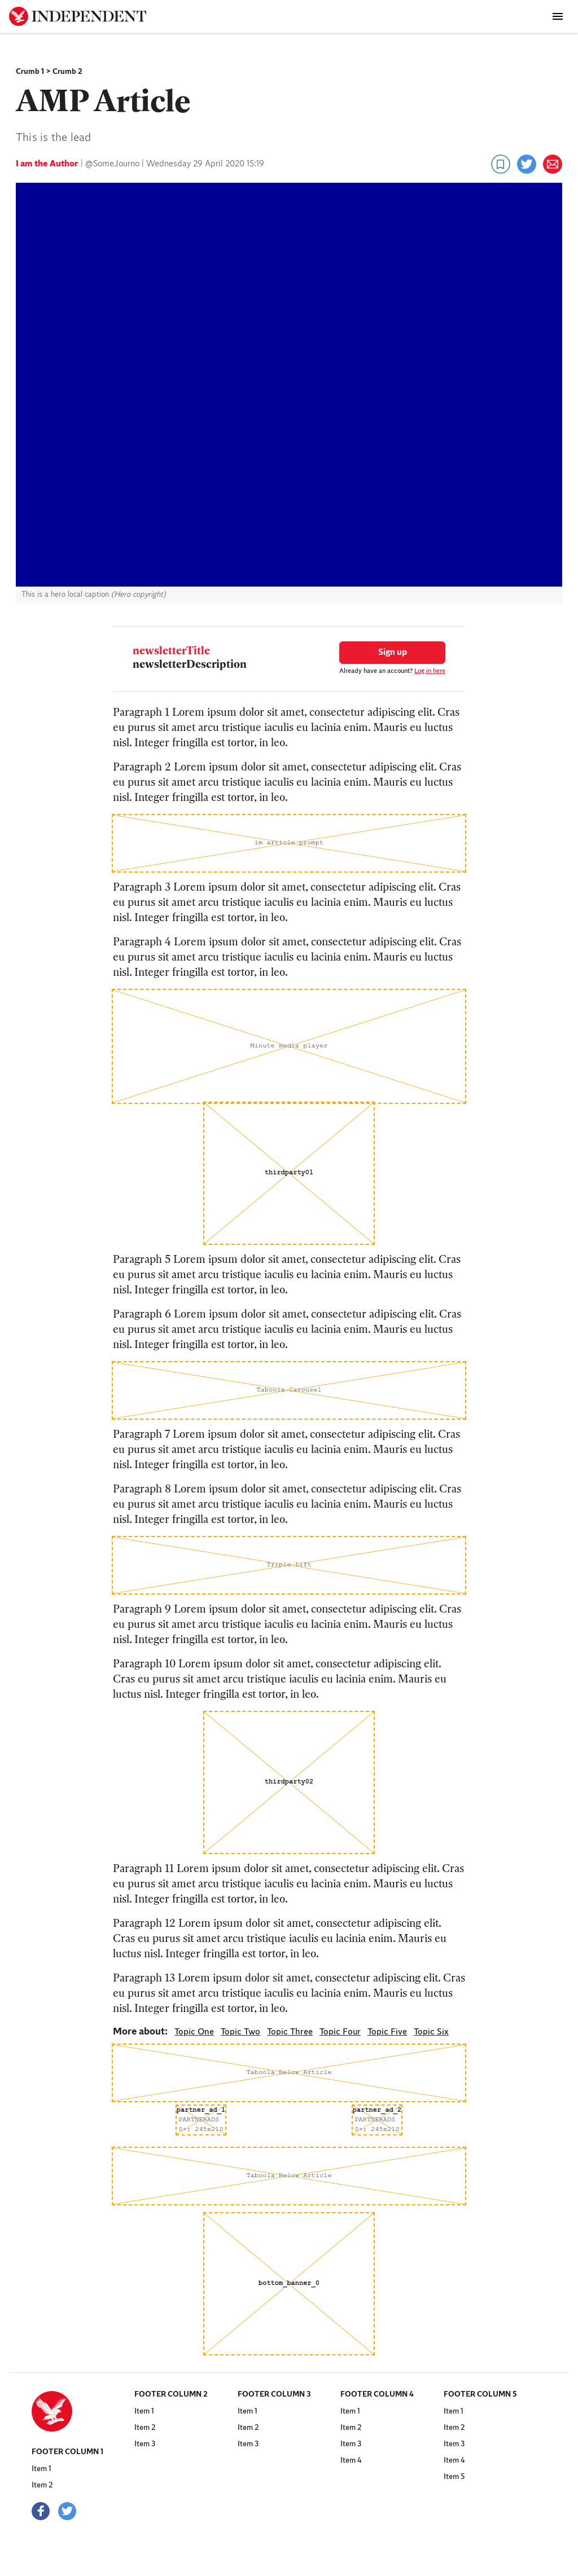 INDEPENDENT
Crumb 1 > Crumb 2
AMP Article
This is the lead
I am the Author | @SomeJourno | Wednesday 29 April 2020 15:19
This is a hero local caption (Hero copyright)
newsletterTitle
newsletterDescription
Sign up
Already have an account? Log in here
Paragraph 1 Lorem ipsum dolor sit amet, consectetur adipiscing elit. Cras
eu purus sit amet arcu tristique iaculis eu lacinia enim. Mauris eu luctus
nisl. Integer fringilla est tortor, in leo.
Paragraph 2 Lorem ipsum dolor sit amet, consectetur adipiscing elit. Cras
eu purus sit amet arcu tristique iaculis eu lacinia enim. Mauris eu luctus
nisl. Integer fringilla est tortor, in leo.
im article prompt
Paragraph 3 Lorem ipsum dolor sit amet, consectetur adipiscing elit. Cras
eu purus sit amet arcu tristique iaculis eu lacinia enim. Mauris eu luctus
nisl. Integer fringilla est tortor, in leo.
Paragraph 4 Lorem ipsum dolor sit amet, consectetur adipiscing elit. Cras
eu purus sit amet arcu tristique iaculis eu lacinia enim. Mauris eu luctus
nisl. Integer fringilla est tortor, in leo.
Minute media player
thirdparty01
Paragraph 5 Lorem ipsum dolor sit amet, consectetur adipiscing elit. Cras
eu purus sit amet arcu tristique iaculis eu lacinia enim. Mauris eu luctus
nisl. Integer fringilla est tortor, in leo.
Paragraph 6 Lorem ipsum dolor sit amet, consectetur adipiscing elit. Cras
eu purus sit amet arcu tristique iaculis eu lacinia enim. Mauris eu luctus
nisl. Integer fringilla est tortor, in leo.
Taboola Carousel
Paragraph 7 Lorem ipsum dolor sit amet, consectetur adipiscing elit. Cras
eu purus sit amet arcu tristique iaculis eu lacinia enim. Mauris eu luctus
nisl. Integer fringilla est tortor, in leo.
Paragraph 8 Lorem ipsum dolor sit amet, consectetur adipiscing elit. Cras
eu purus sit amet arcu tristique iaculis eu lacinia enim. Mauris eu luctus
nisl. Integer fringilla est tortor, in leo.
Triple Lift
Paragraph 9 Lorem ipsum dolor sit amet, consectetur adipiscing elit. Cras
eu purus sit amet arcu tristique iaculis eu lacinia enim. Mauris eu luctus
nisl. Integer fringilla est tortor, in leo.
Paragraph 10 Lorem ipsum dolor sit amet, consectetur adipiscing elit.
Cras eu purus sit amet arcu tristique iaculis eu lacinia enim. Mauris eu
luctus nisl. Integer fringilla est tortor, in leo.
thirdparty02
Paragraph 11 Lorem ipsum dolor sit amet, consectetur adipiscing elit. Cras
eu purus sit amet arcu tristique iaculis eu lacinia enim. Mauris eu luctus
nisl. Integer fringilla est tortor, in leo.
Paragraph 12 Lorem ipsum dolor sit amet, consectetur adipiscing elit.
Cras eu purus sit amet arcu tristique iaculis eu lacinia enim. Mauris eu
luctus nisl. Integer fringilla est tortor, in leo.
Paragraph 13 Lorem ipsum dolor sit amet, consectetur adipiscing elit. Cras
eu purus sit amet arcu tristique iaculis eu lacinia enim. Mauris eu luctus
nisl. Integer fringilla est tortor, in leo.
More about: Topic One Topic Two Topic Three Topic Four Topic Five Topic Six
Taboola Below Article
partner_ad_1
PARTNERADS
0+: 245x210
partner_ad_2
PARTNERADS
0+: 245x210
Taboola Below Article
bottom_banner_0
FOOTER COLUMN 1
Item 1
Item 2
FOOTER COLUMN 2
Item 1
Item 2
Item 3
FOOTER COLUMN 3
Item 1
Item 2
Item 3
FOOTER COLUMN 4
Item 1
Item 2
Item 3
Item 4
FOOTER COLUMN 5
Item 1
Item 2
Item 3
Item 4
Item 5